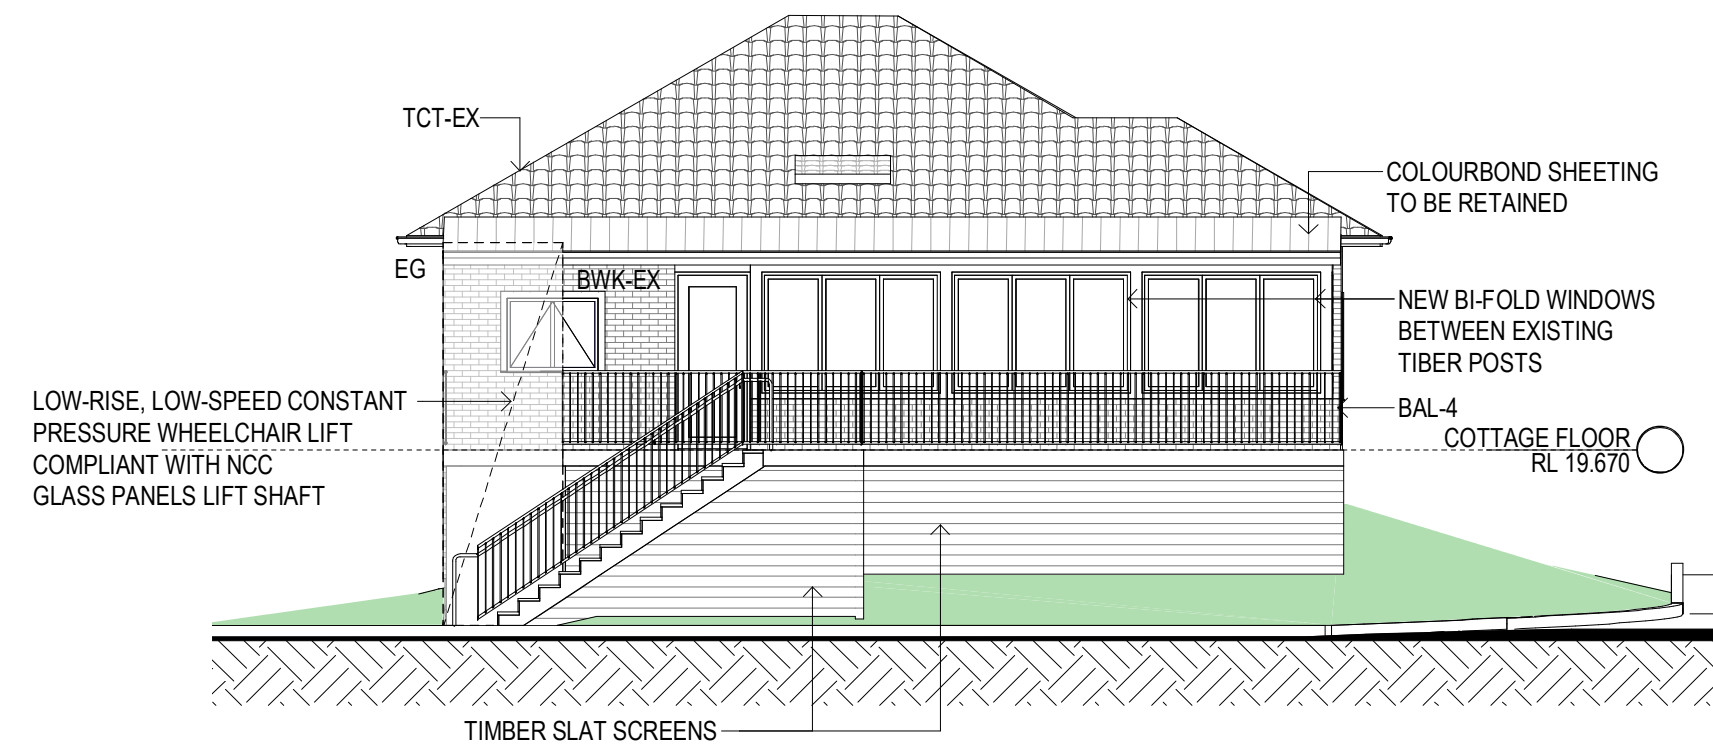 TCT-EX
COLOURBOND SHEETING
TO BE RETAINED
EG
BWK-EX
NEW BI-FOLD WINDOWS
BETWEEN EXISTING
TIBER POSTS
LOW-RISE, LOW-SPEED CONSTANT
PRESSURE WHEELCHAIR LIFT
COMPLIANT WITH NCC
GLASS PANELS LIFT SHAFT
BAL-4
COTTAGE FLOOR
RL 19.670
TIMBER SLAT SCREENS